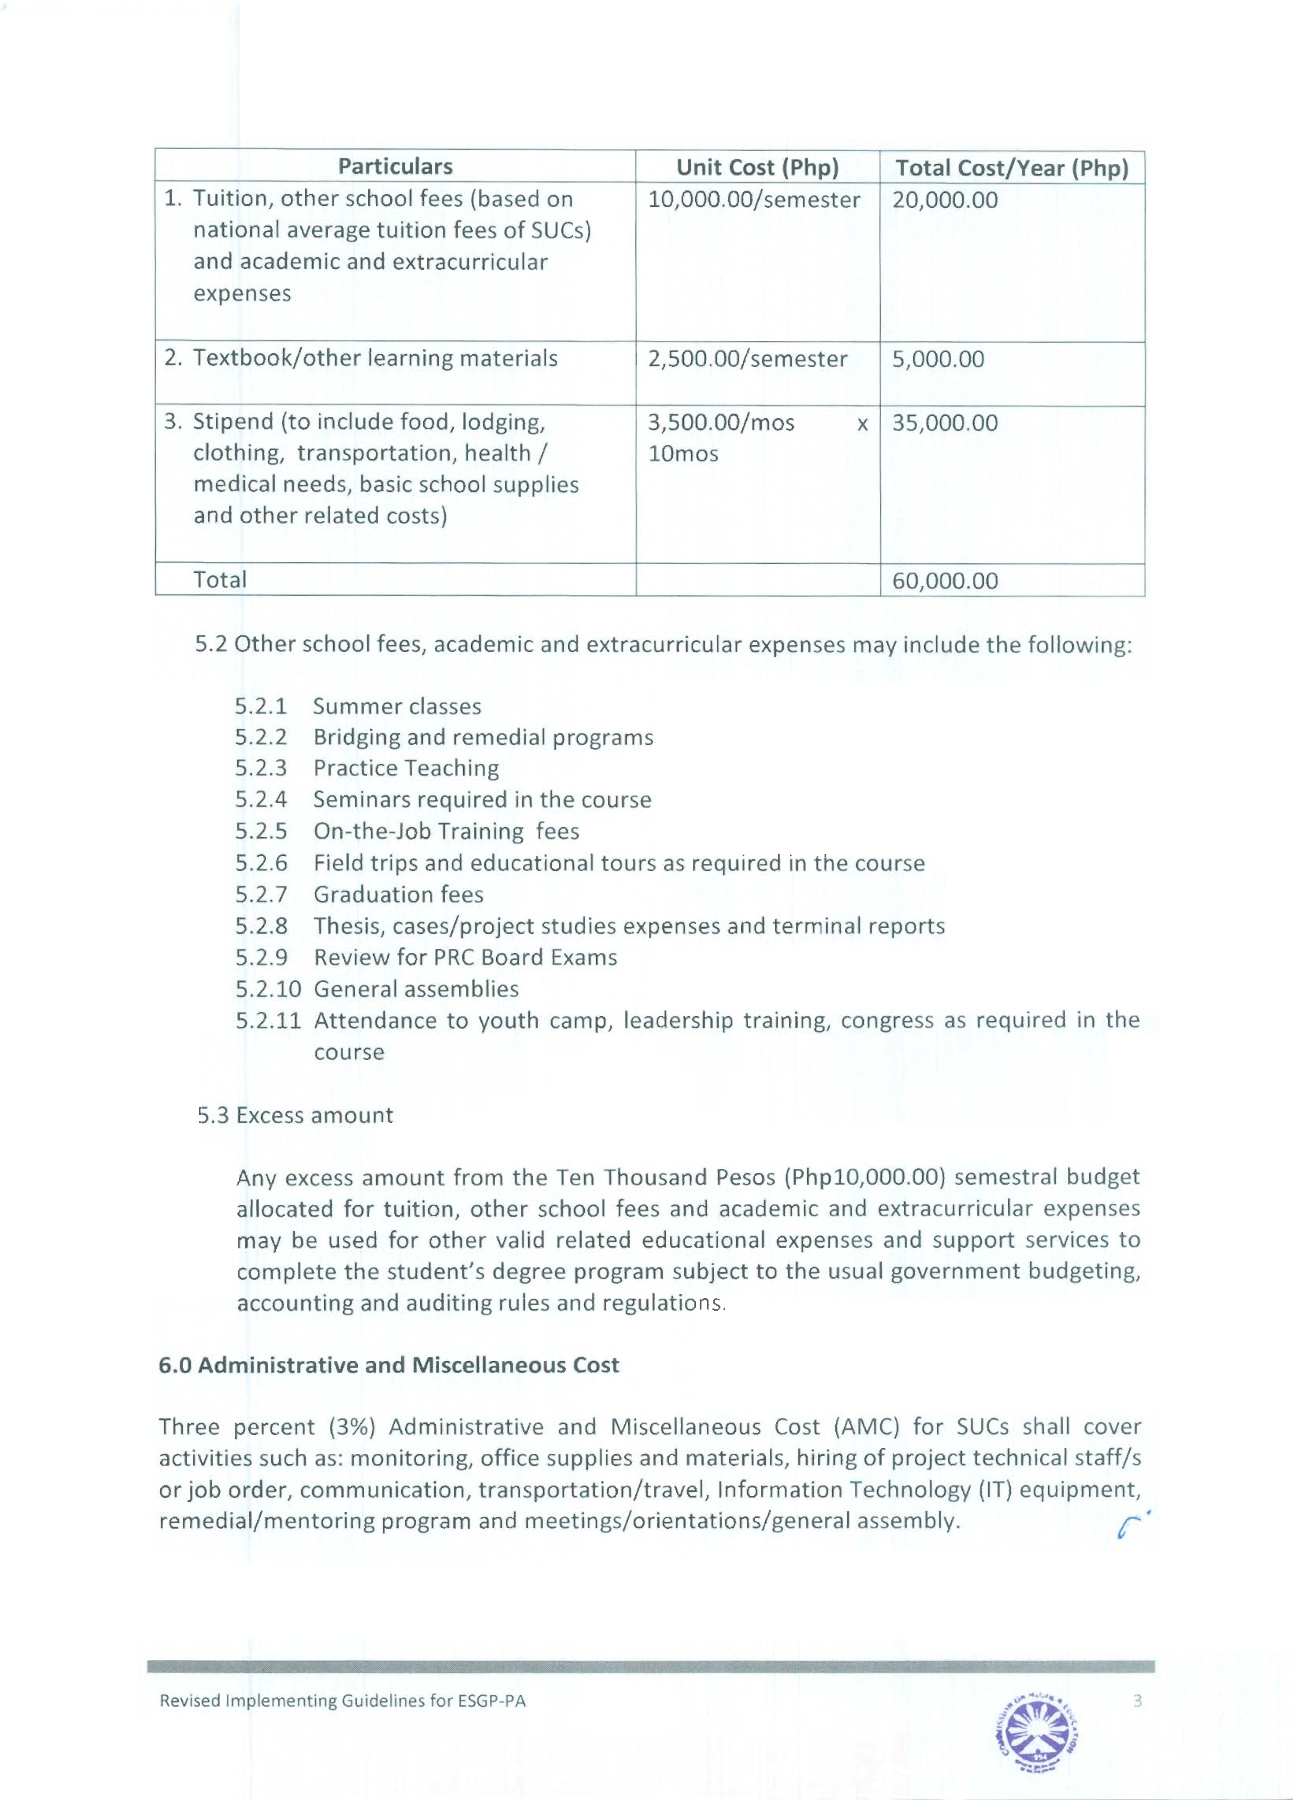 Particulars Unit Cost (Php) Total Cost/Year (Php)
1. Tuition, other school fees (based on 10,000.00/semester 20,000.00
national average tuition fees of SUCs)
and academic and extracurricular
expenses
2. Textbook/other learning materials 2,500.00/semester 5,000.00
3. Stipend (to include food, lodging, 3,500.00/mos x 35,000.00
clothing, transportation, health / 10mos
medical needs, basic school supplies
and other related costs)
Total 60,000.00
5.2 Other school fees, academic and extracurricular expenses may include the following:
5.2.1 Summer classes
5.2.2 Bridging and remedial programs
5.2.3 Practice Teaching
5.2.4 Seminars required in the course
5.2.5 On-the-Job Training fees
5.2.6 Field trips and educational tours as required in the course
5.2.7 Graduation fees
5.2.8 Thesis, cases/project studies expenses and terminal reports
5.2.9 Review for PRC Board Exams
5.2.10 General assemblies
5.2.11 Attendance to youth camp, leadership training, congress as required in the
course
5.3 Excess amount
Any excess amount from the Ten Thousand Pesos (Php10,000.00) semestral budget
allocated for tuition, other school fees and academic and extracurricular expenses
may be used for other valid related educational expenses and support services to
complete the student's degree program subject to the usual government budgeting,
accounting and auditing rules and regulations.
6.0 Administrative and Miscellaneous Cost
Three percent (3%) Administrative and Miscellaneous Cost (AMC) for SUCs shall cover
activities such as: monitoring, office supplies and materials, hiring of project technical staff/s
or job order, communication, transportation/travel, Information Technology (IT) equipment,
remedial/mentoring program and meetings/orientations/general assembly.
Revised Implementing Guidelines for ESGP-PA 3